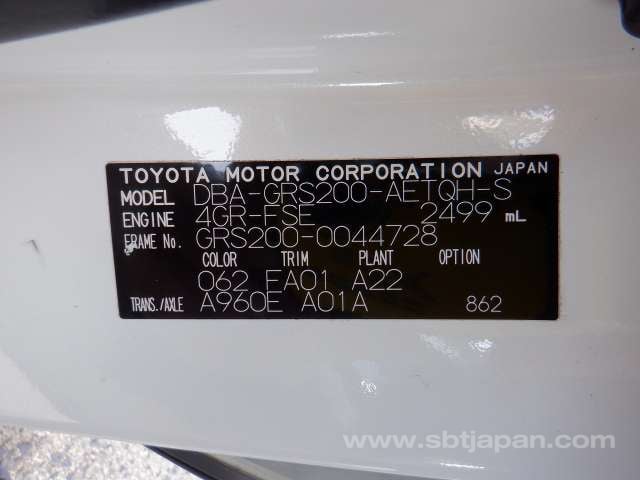 TOYOTA MOTOR CORPORATION JAPAN
MODEL DBA-GRS200-AETQH-S
ENGINE 4GR-FSE 2499 mL
FRAME No. GRS200-0044728
COLOR TRIM PLANT OPTION
062 FA01 A22
TRANS./AXLE A960E A01A 862
www.sbtjapan.com